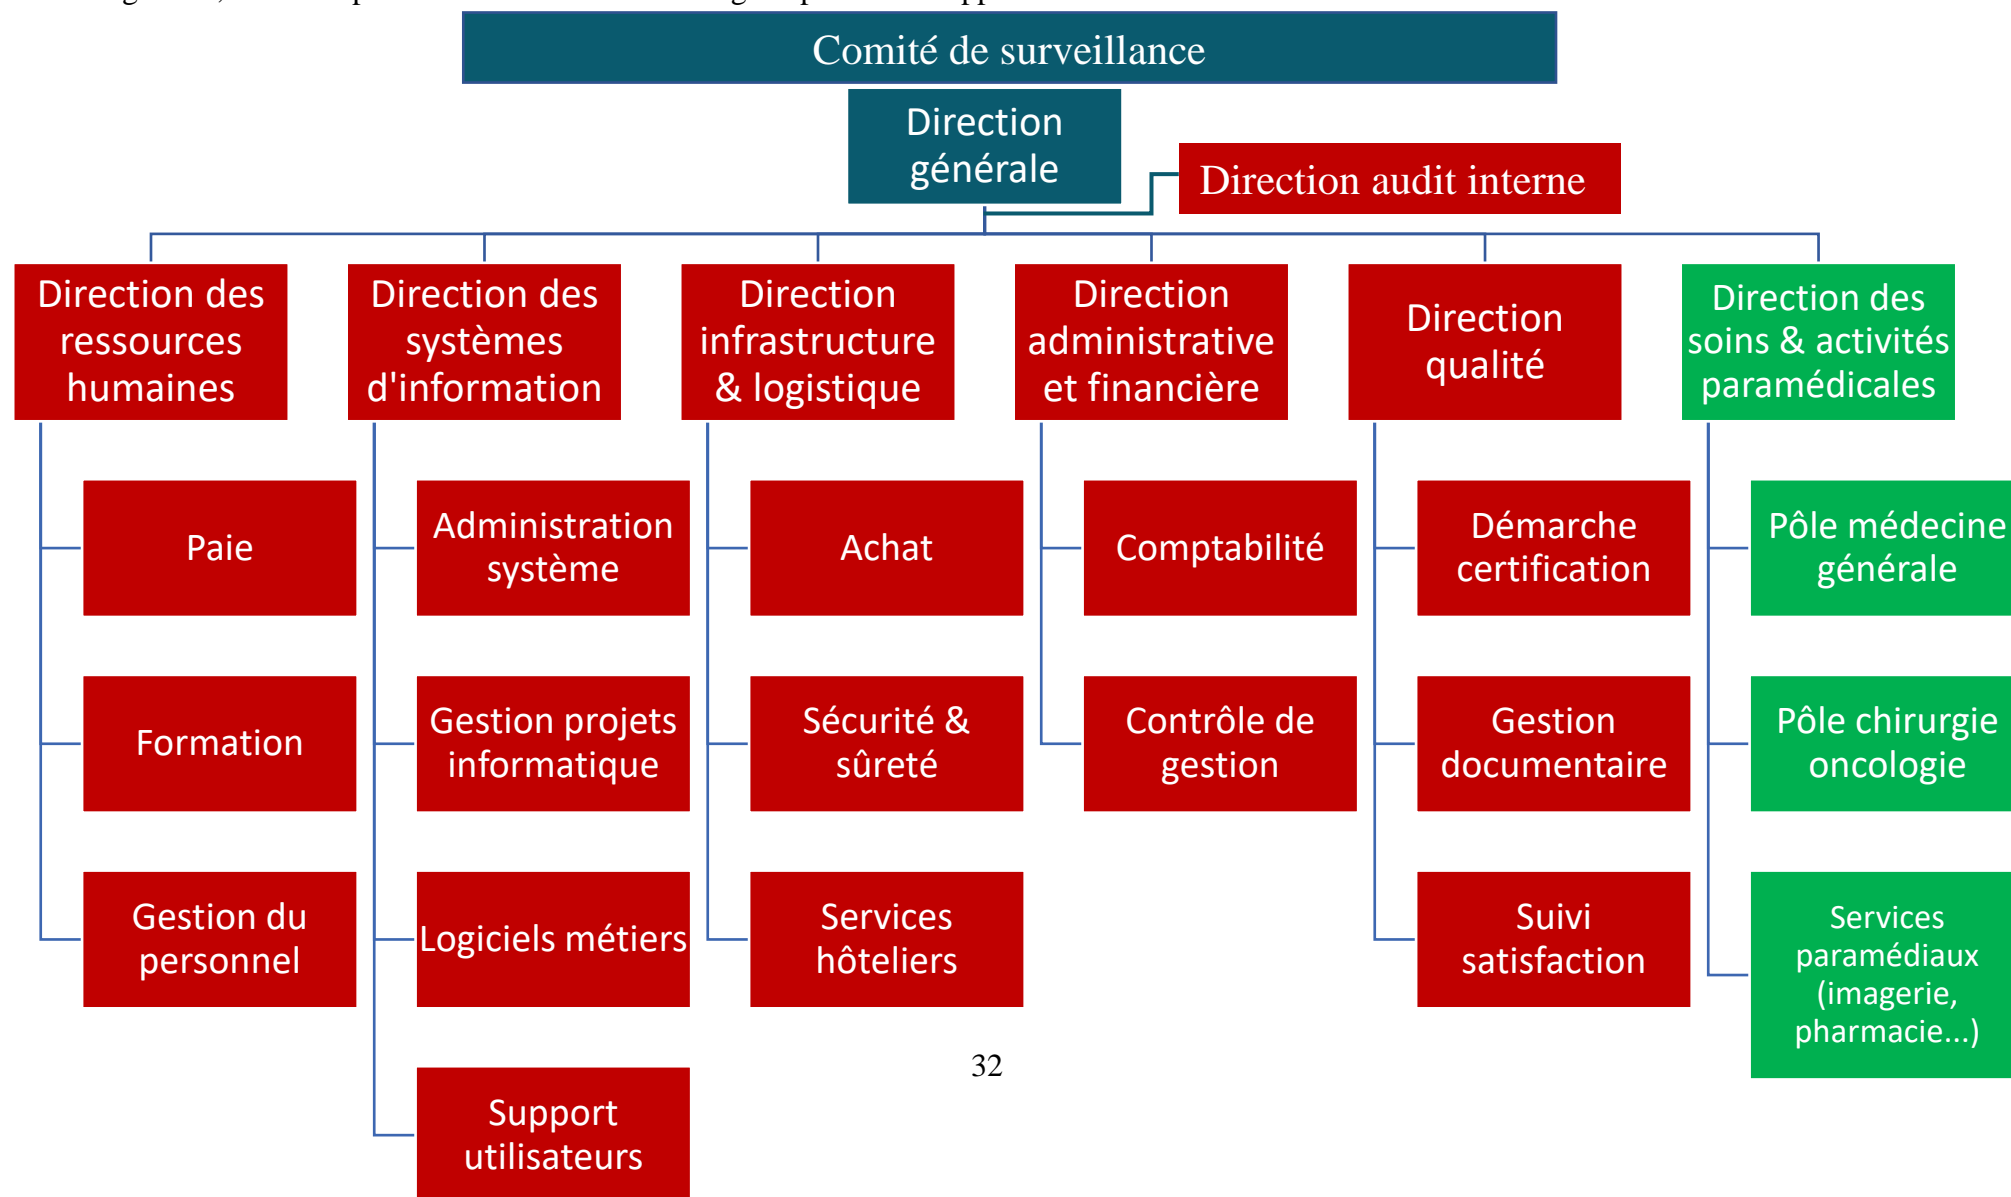 Comité de surveillance
Direction
générale
Direction audit interne
Direction des
ressources
humaines
Direction des
systèmes
d'information
Direction
infrastructure
& logistique
Direction
administrative
et financière
Direction
qualité
Direction des
soins & activités
paramédicales
Paie
Administration
système
Achat
Comptabilité
Démarche
certification
Pôle médecine
générale
Formation
Gestion projets
informatique
Sécurité &
sûreté
Contrôle de
gestion
Gestion
documentaire
Pôle chirurgie
oncologie
Gestion du
personnel
Logiciels métiers
Services
hôteliers
Suivi
satisfaction
Services
paramédiaux
(imagerie,
pharmacie...)
32
Support
utilisateurs